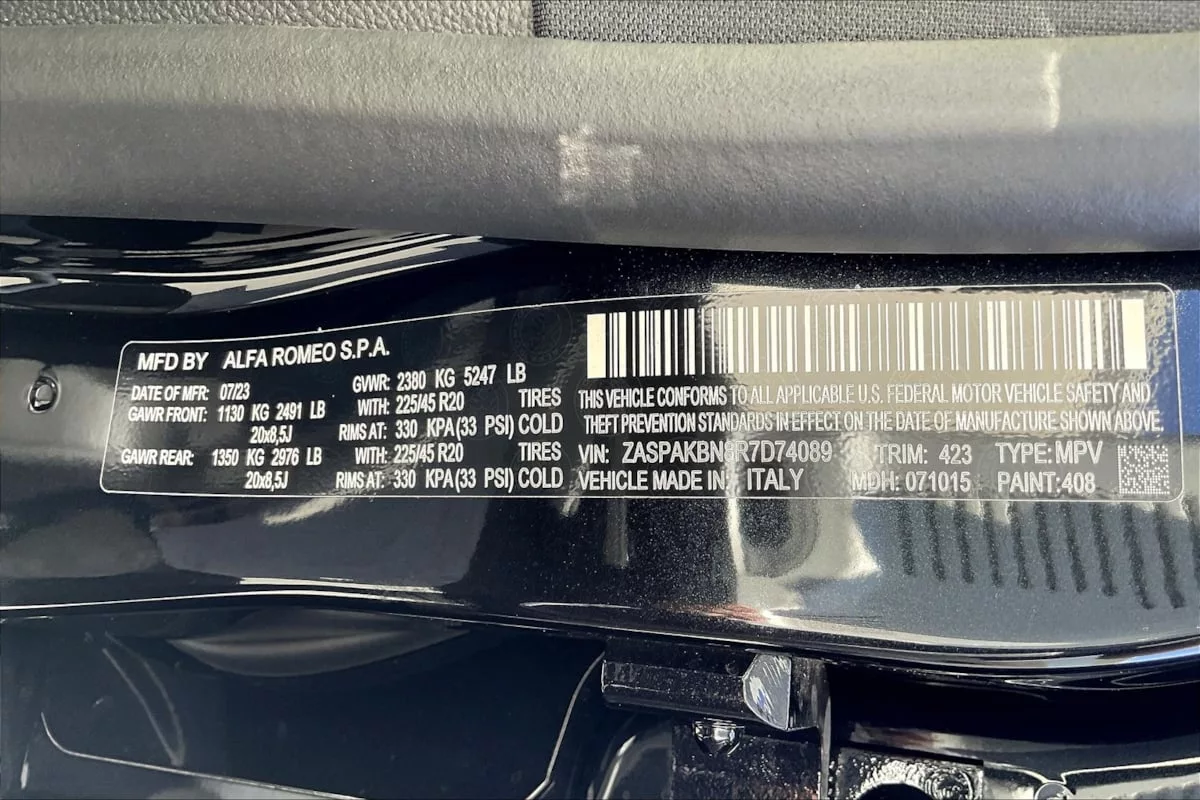 MFD BY ALFA ROMEO S.P.A.
DATE OF MFR: 07/23 GVWR: 2380 KG 5247 LB
GAWR FRONT: 1130 KG 2491 LB WITH: 225/45 R20 TIRES
20x8,5J RIMS AT: 330 KPA(33 PSI) COLD
GAWR REAR: 1350 KG 2976 LB WITH: 225/45 R20 TIRES
20x8,5J RIMS AT: 330 KPA(33 PSI) COLD
THIS VEHICLE CONFORMS TO ALL APPLICABLE U.S. FEDERAL MOTOR VEHICLE SAFETY AND
THEFT PREVENTION STANDARDS IN EFFECT ON THE DATE OF MANUFACTURE SHOWN ABOVE.
VIN: ZASPAKBN8R7D74089 TRIM: 423 TYPE: MPV
VEHICLE MADE IN: ITALY MDH: 071015 PAINT:408